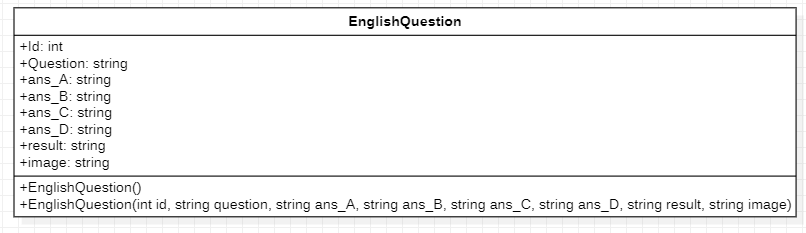 EnglishQuestion
+Id: int
+Question: string
+ans_A: string
+ans_B: string
+ans_C: string
+ans_D: string
+result: string
+image: string
+EnglishQuestion()
+EnglishQuestion(int id, string question, string ans_A, string ans_B, string ans_C, string ans_D, string result, string image)